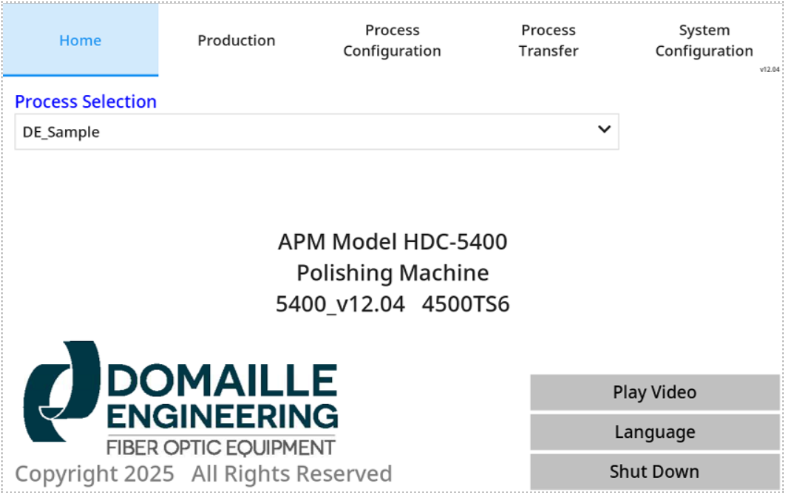 Home
Production
Process
Configuration
Process
Transfer
System
Configuration
v12.04
Process Selection
DE_Sample
APM Model HDC-5400
Polishing Machine
5400_v12.04 4500TS6
DOMAILLE
ENGINEERING
FIBER OPTIC EQUIPMENT
Copyright 2025 All Rights Reserved
Play Video
Language
Shut Down